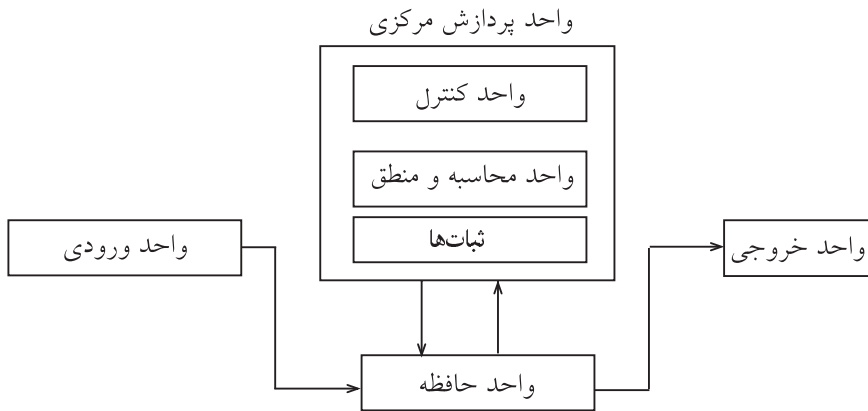 واحد پردازش مرکزی
واحد کنترل
واحد محاسبه و منطق
ثبات‌ها
واحد ورودی
واحد خروجی
واحد حافظه